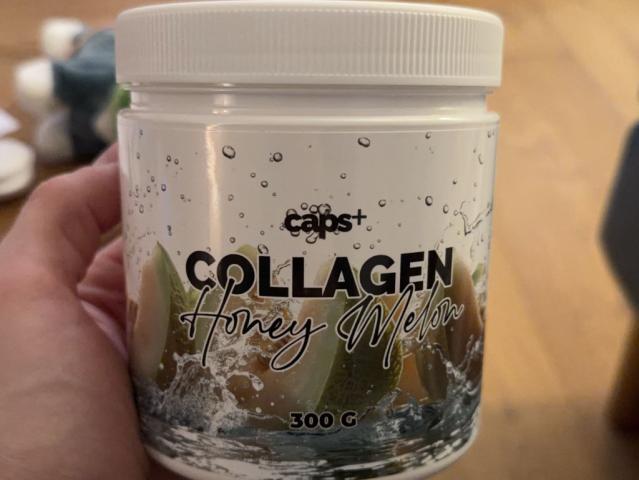 caps+
COLLAGEN
Honey Melon
300 G